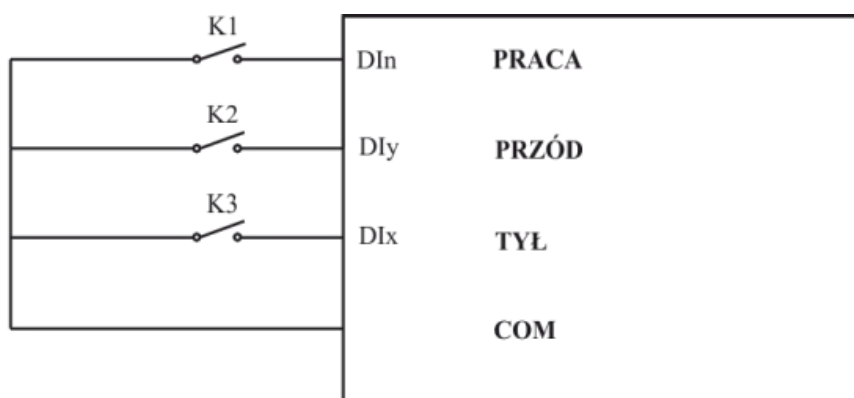 K1
DIn PRACA
K2
DIy PRZÓD
K3
DIx TYŁ
COM